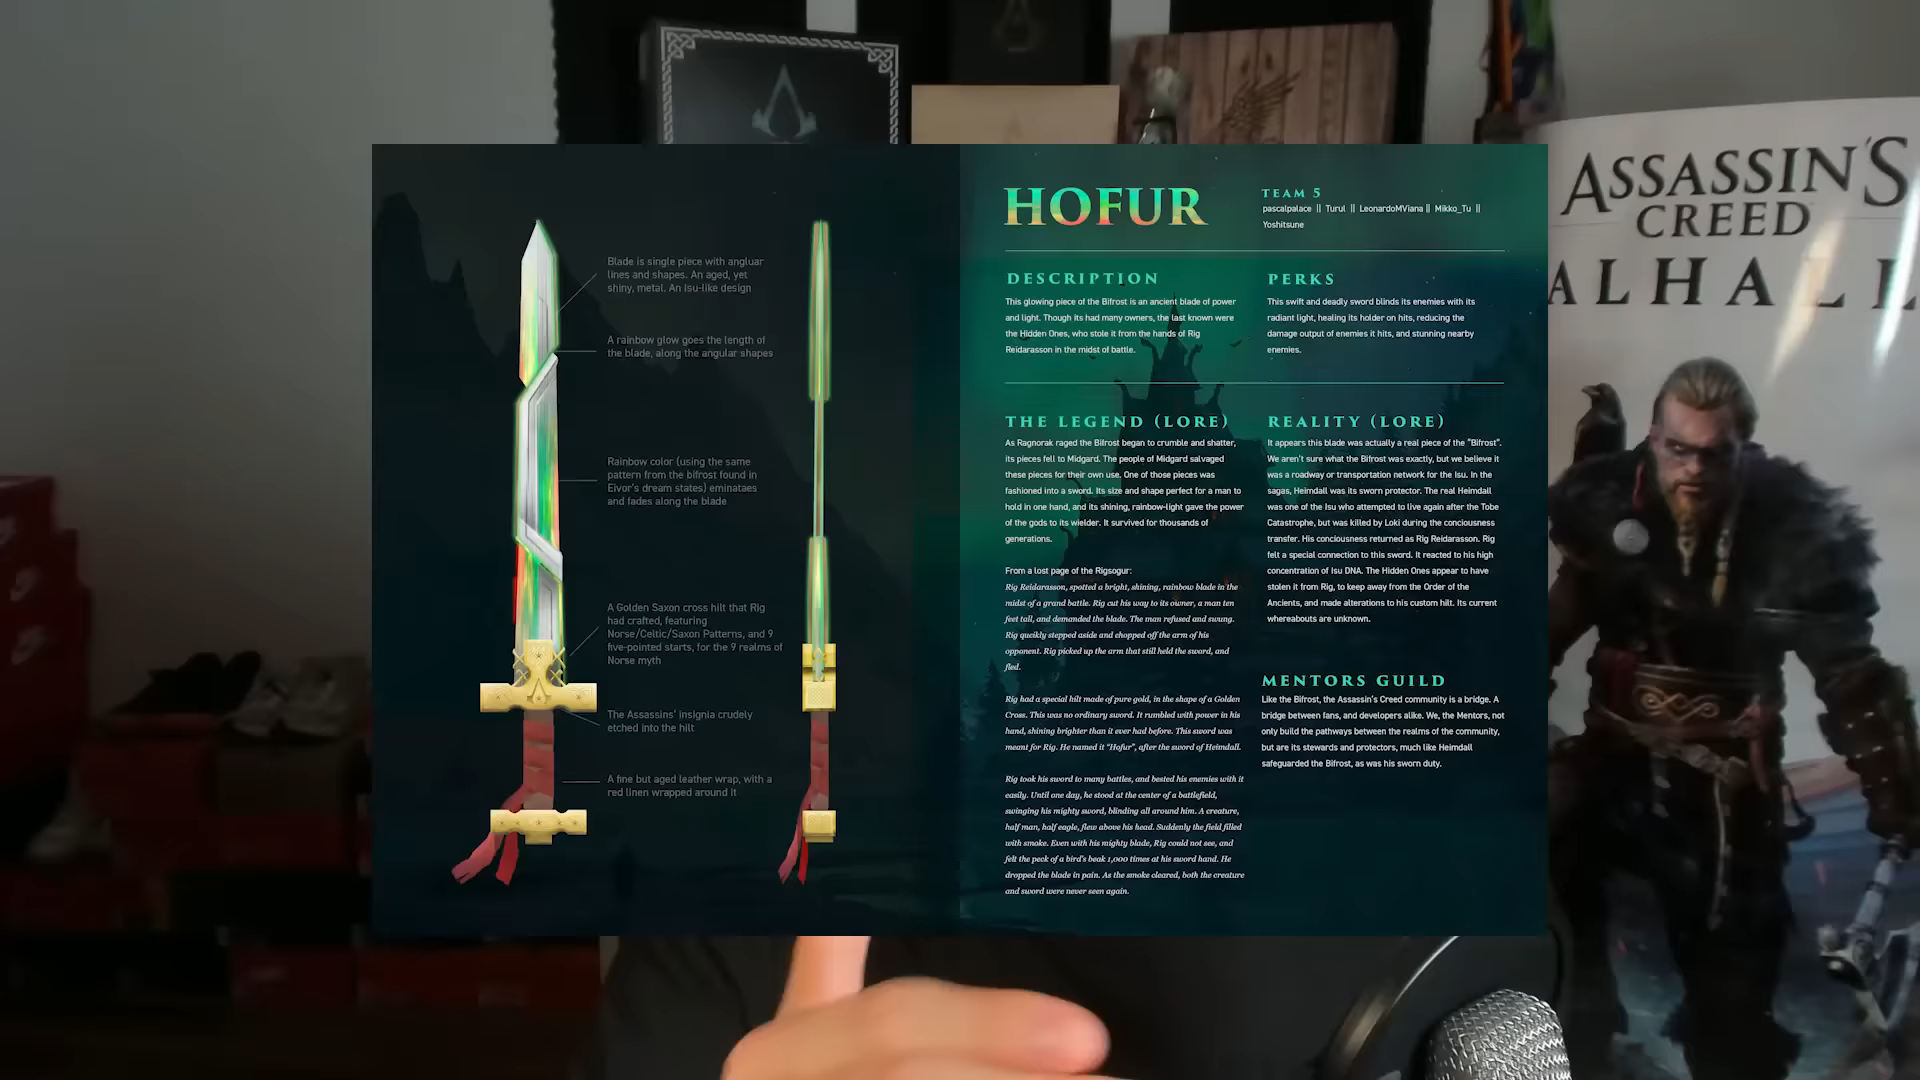 ASSASSIN'S
CREED
VALHALL
Blade is single piece with angluar
lines and shapes. An aged, yet
shiny, metal. An Isu-like design
A rainbow glow goes the length of
the blade, along the angular shapes
Rainbow color (using the same
pattern from the bifrost found in
Eivor's dream states) eminataes
and fades along the blade
A Golden Saxon cross hilt that Rig
had crafted, featuring
Norse/Celtic/Saxon Patterns, and 9
five-pointed starts, for the 9 realms of
Norse myth
The Assassins' insignia crudely
etched into the hilt
A fine but aged leather wrap, with a
red linen wrapped around it
HOFUR
TEAM 5
pascalpalace || Turul || LeonardoMViana || Mikko_Tu ||
Yoshitsune
DESCRIPTION
This glowing piece of the Bifrost is an ancient blade of power
and light. Though its had many owners, the last known were
the Hidden Ones, who stole it from the hands of Rig
Reidarasson in the midst of battle.
PERKS
This swift and deadly sword blinds its enemies with its
radiant light, healing its holder on hits, reducing the
damage output of enemies it hits, and stunning nearby
enemies.
THE LEGEND (LORE)
As Ragnorak raged the Bifrost began to crumble and shatter,
its pieces fell to Midgard. The people of Midgard salvaged
these pieces for their own use. One of those pieces was
fashioned into a sword. Its size and shape perfect for a man to
hold in one hand, and its shining, rainbow-light gave the power
of the gods to its wielder. It survived for thousands of
generations.
From a lost page of the Rigsogur:
Rig Reidarasson, spotted a bright, shining, rainbow blade in the
midst of a grand battle. Rig cut his way to its owner, a man ten
feet tall, and demanded the blade. The man refused and swung.
Rig qucikly stepped aside and chopped off the arm of his
opponent. Rig picked up the arm that still held the sword, and
fled.
Rig had a special hilt made of pure gold, in the shape of a Golden
Cross. This was no ordinary sword. It rumbled with power in his
hand, shining brighter than it ever had before. This sword was
meant for Rig. He named it "Hofur", after the sword of Heimdall.
Rig took his sword to many battles, and bested his enemies with it
easily. Until one day, he stood at the center of a battlefield,
swinging his mighty sword, blinding all around him. A creature,
half man, half eagle, flew above his head. Suddenly the field filled
with smoke. Even with his mighty blade, Rig could not see, and
felt the peck of a bird's beak 1,000 times at his sword hand. He
dropped the blade in pain. As the smoke cleared, both the creature
and sword were never seen again.
REALITY (LORE)
It appears this blade was actually a real piece of the "Bifrost".
We aren't sure what the Bifrost was exactly, but we believe it
was a roadway or transportation network for the Isu. In the
sagas, Heimdall was its sworn protector. The real Heimdall
was one of the Isu who attempted to live again after the Tobe
Catastrophe, but was killed by Loki during the conciousness
transfer. His conciousness returned as Rig Reidarasson. Rig
felt a special connection to this sword. It reacted to his high
concentration of Isu DNA. The Hidden Ones appear to have
stolen it from Rig, to keep away from the Order of the
Ancients, and made alterations to his custom hilt. Its current
whereabouts are unknown.
MENTORS GUILD
Like the Bifrost, the Assassin's Creed community is a bridge. A
bridge between fans, and developers alike. We, the Mentors, not
only build the pathways between the realms of the community,
but are its stewards and protectors, much like Heimdall
safeguarded the Bifrost, as was his sworn duty.